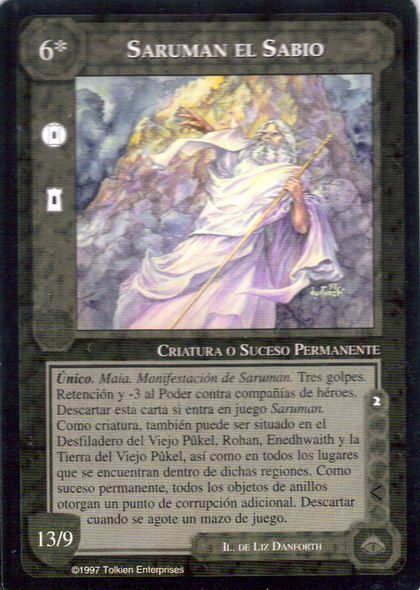 6*
SARUMAN EL SABIO
CRIATURA O SUCESO PERMANENTE
Único. Maia. Manifestación de Saruman. Tres golpes.
Retención y -3 al Poder contra compañías de héroes.
Descartar esta carta si entra en juego Saruman.
Como criatura, también puede ser situado en el
Desfiladero del Viejo Pûkel. Rohan, Enedhwaith y la
Tierra del Viejo Pûkel, así como en todos los lugares
que se encuentran dentro de dichas regiones. Como
suceso permanente, todos los objetos de anillos
otorgan un punto de corrupción adicional. Descartar
cuando se agote un mazo de juego.
2
13/9
IL. DE LIZ DANFORTH
©1997 Tolkien Enterprises